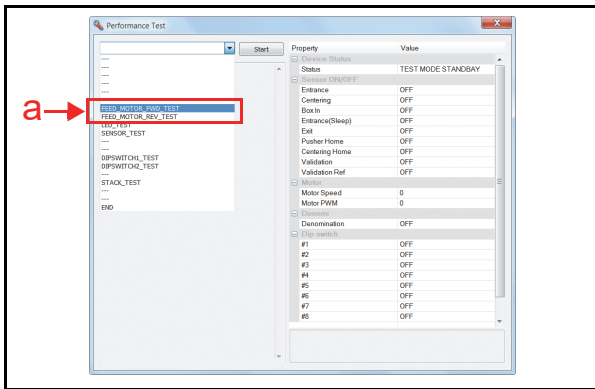 Performance Test
Start
---
---
---
---
---
FEED_MOTOR_FWD_TEST
FEED_MOTOR_REV_TEST
LED_TEST
SENSOR_TEST
---
---
DIPSWITCH1_TEST
DIPSWITCH2_TEST
---
STACK_TEST
---
---
END
a
Property Value
Device Status
Status TEST MODE STANDBAY
Sensor ON/OFF
Entrance OFF
Centering OFF
Box In OFF
Entrance(Sleep) OFF
Exit OFF
Pusher Home OFF
Centering Home OFF
Validation OFF
Validation Ref OFF
Motor
Motor Speed 0
Motor PWM 0
Denomi
Denomination OFF
Dip switch
#1 OFF
#2 OFF
#3 OFF
#4 OFF
#5 OFF
#6 OFF
#7 OFF
#8 OFF